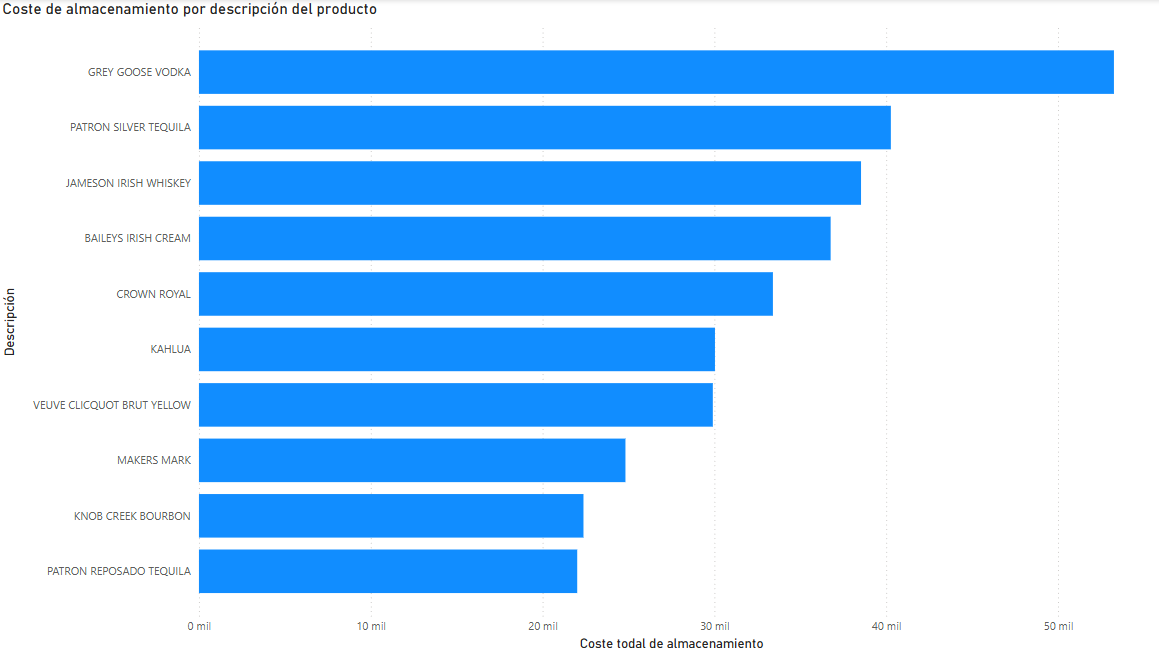 Coste de almacenamiento por descripción del producto
GREY GOOSE VODKA
PATRON SILVER TEQUILA
JAMESON IRISH WHISKEY
BAILEYS IRISH CREAM
CROWN ROYAL
KAHLUA
VEUVE CLICQUOT BRUT YELLOW
MAKERS MARK
KNOB CREEK BOURBON
PATRON REPOSADO TEQUILA
Descripción
0 mil 10 mil 20 mil 30 mil 40 mil 50 mil
Coste todal de almacenamiento